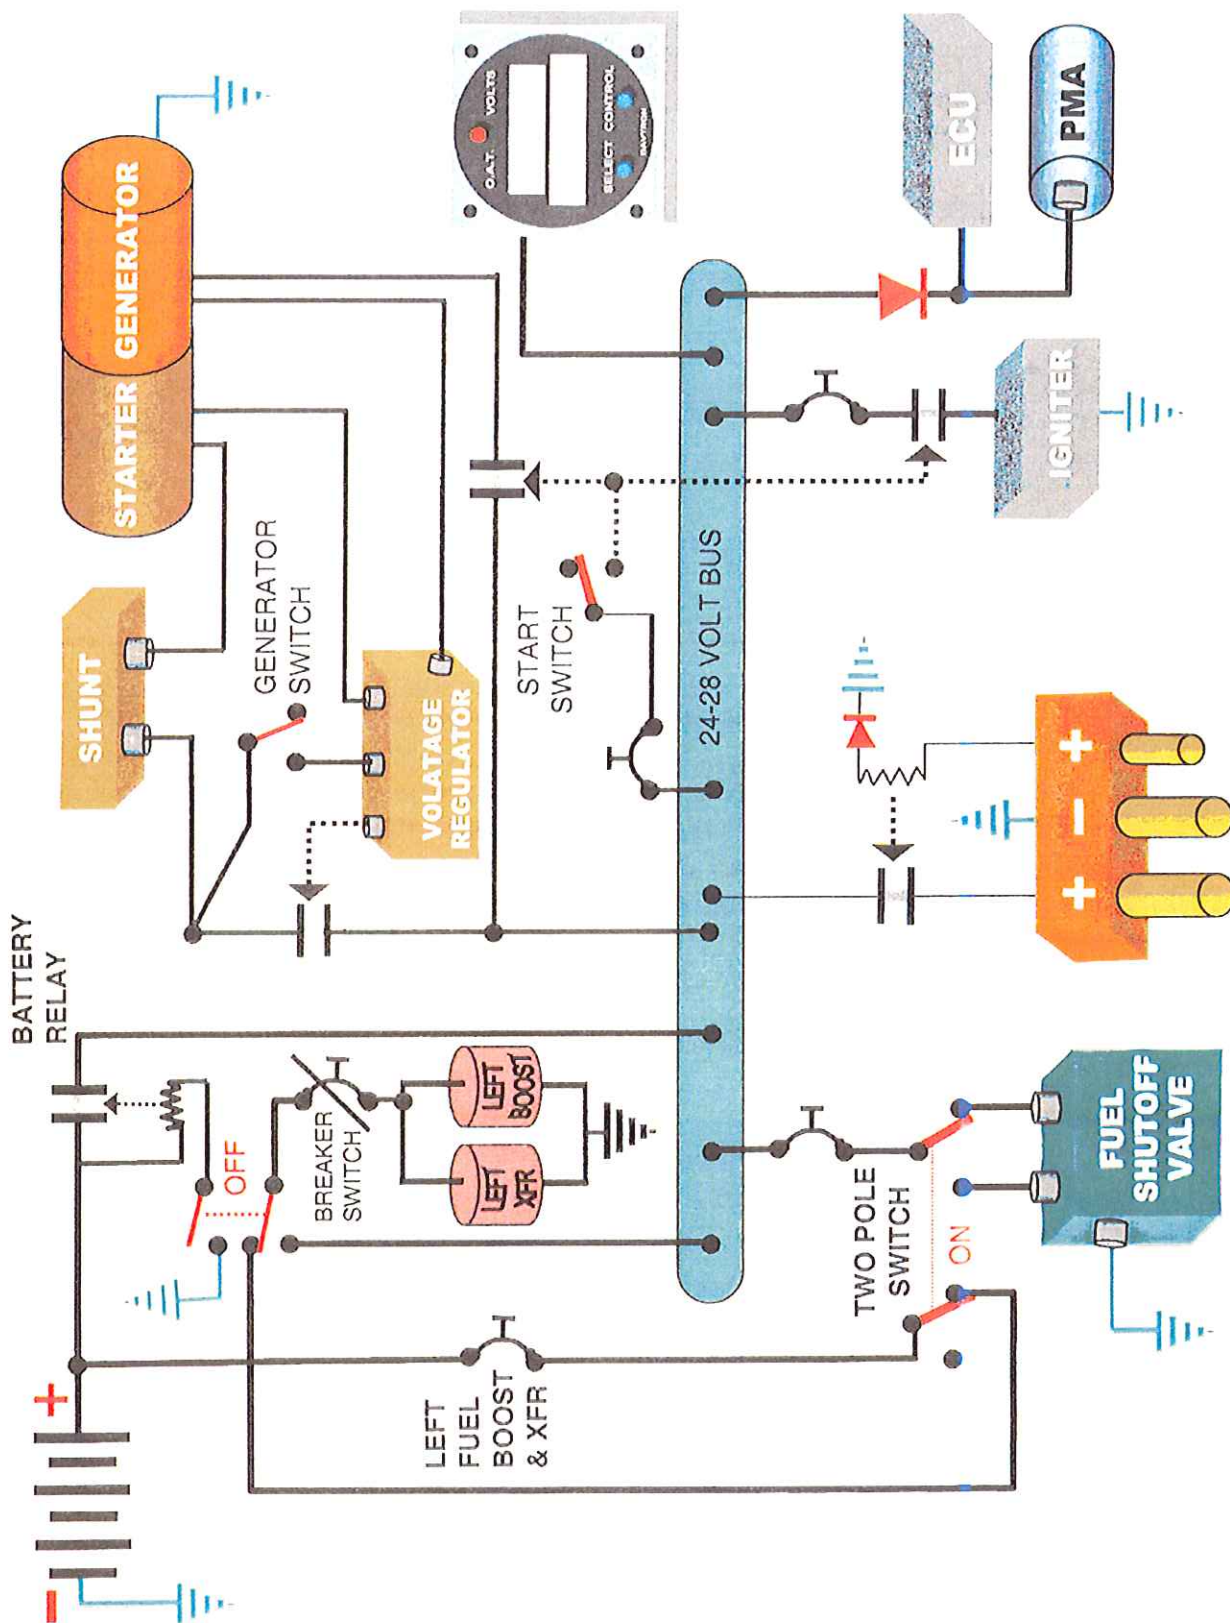 BATTERY
RELAY
SHUNT
STARTER GENERATOR
GENERATOR
SWITCH
OFF
BREAKER
SWITCH
VOLATAGE
REGULATOR
LEFT
FUEL
BOOST
& XFR
LEFT
XFR
LEFT
BOOST
START
SWITCH
O.A.T. VOLTS
SELECT CONTROL
DAVTRON
24-28 VOLT BUS
TWO POLE
SWITCH
ON
FUEL
SHUTOFF
VALVE
+ - +
IGNITER
ECU
PMA
+
-